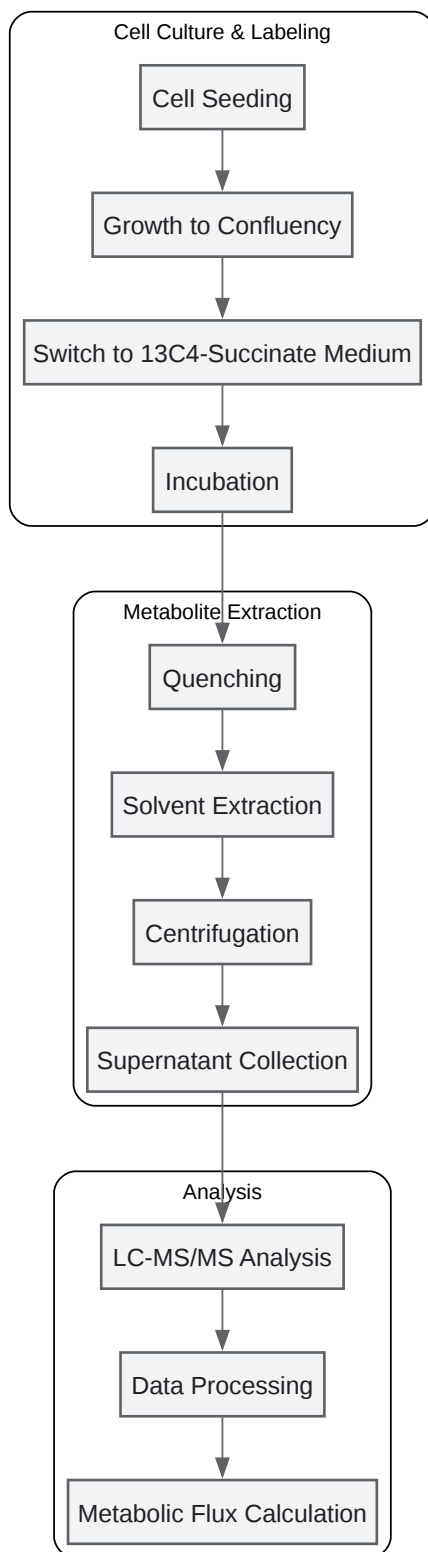 Cell Culture & Labeling
Cell Seeding
Growth to Confluency
Switch to 13C4-Succinate Medium
Incubation
Metabolite Extraction
Quenching
Solvent Extraction
Centrifugation
Supernatant Collection
Analysis
LC-MS/MS Analysis
Data Processing
Metabolic Flux Calculation